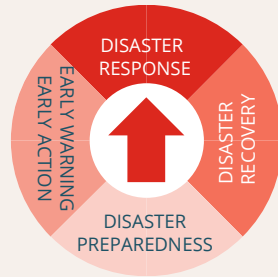 DISASTER
RESPONSE
DISASTER
RECOVERY
DISASTER
PREPAREDNESS
EARLY WARNING
EARLY ACTION